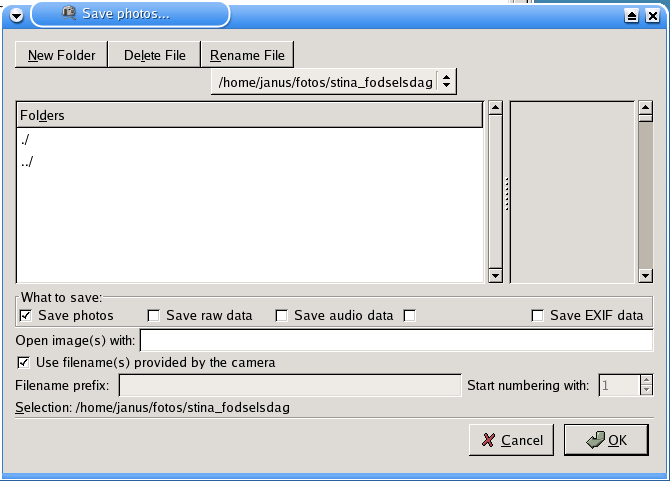 Save photos...
New Folder Delete File Rename File
/home/janus/fotos/stina_fodselsdag
Folders
./
../
What to save:
Save photos Save raw data Save audio data Save EXIF data
Open image(s) with:
Use filename(s) provided by the camera
Filename prefix: Start numbering with: 1
Selection: /home/janus/fotos/stina_fodselsdag
Cancel OK